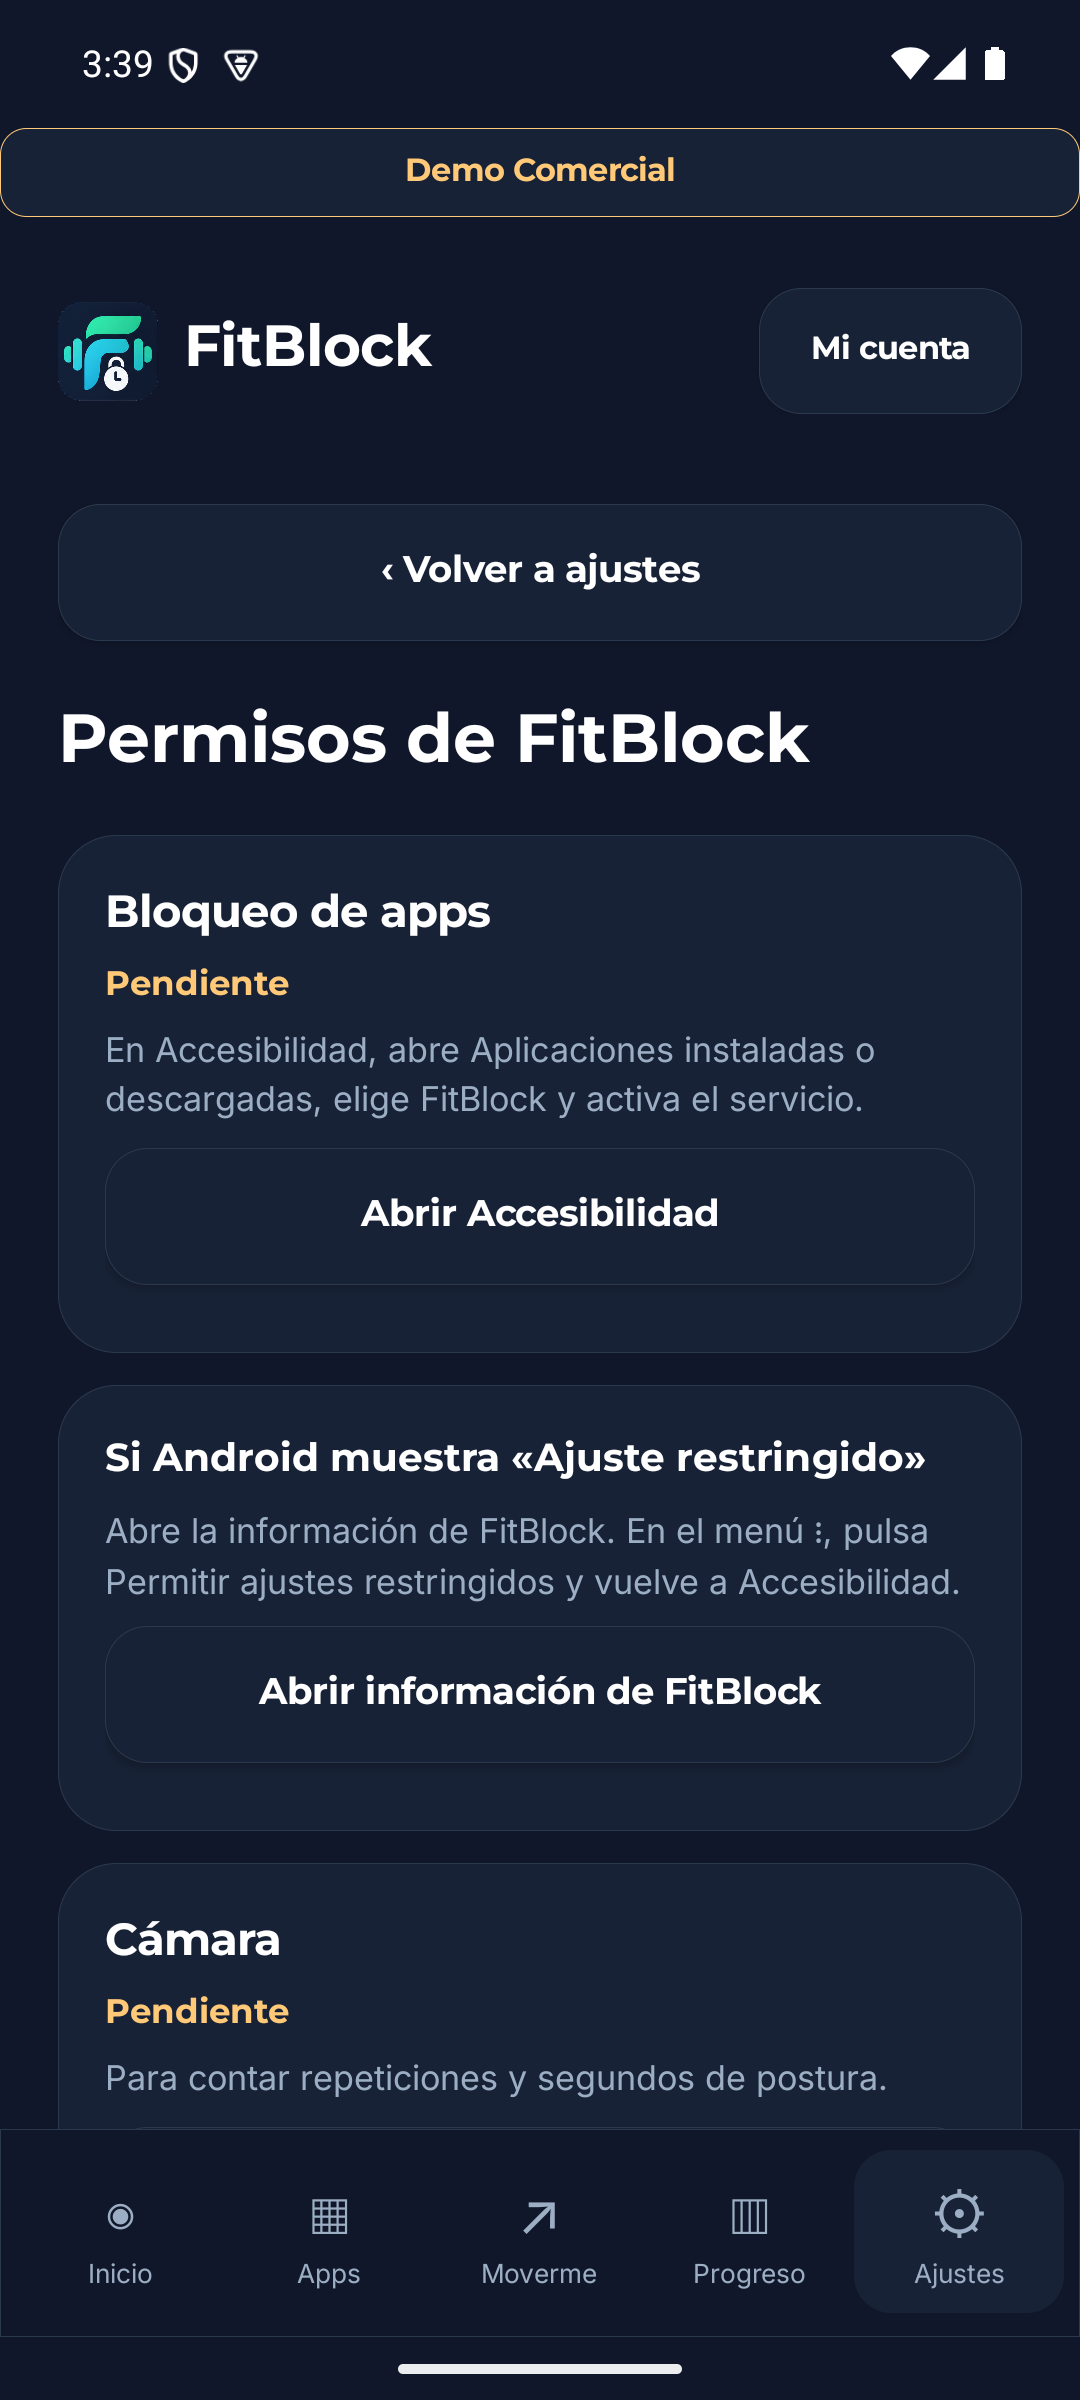 3:39
Demo Comercial
FitBlock
Mi cuenta
‹ Volver a ajustes
Permisos de FitBlock
Bloqueo de apps
Pendiente
En Accesibilidad, abre Aplicaciones instaladas o
descargadas, elige FitBlock y activa el servicio.
Abrir Accesibilidad
Si Android muestra «Ajuste restringido»
Abre la información de FitBlock. En el menú ⋮, pulsa
Permitir ajustes restringidos y vuelve a Accesibilidad.
Abrir información de FitBlock
Cámara
Pendiente
Para contar repeticiones y segundos de postura.
Inicio
Apps
Moverme
Progreso
Ajustes